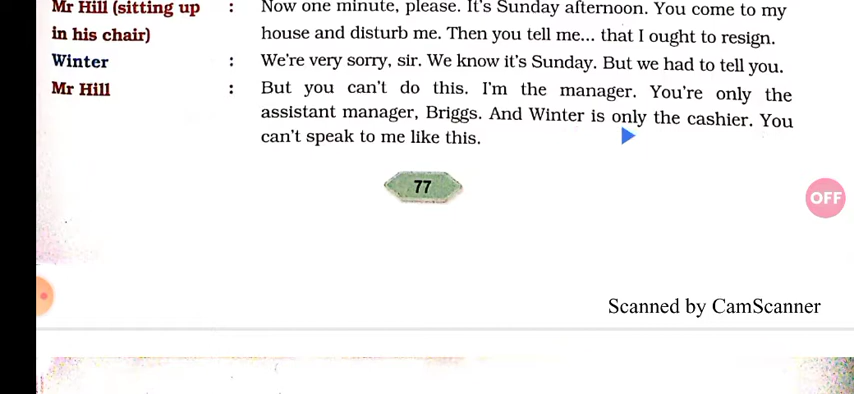 Mr Hill (sitting up : Now one minute, please. It's Sunday afternoon. You come to my
in his chair) house and disturb me. Then you tell me... that I ought to resign.
Winter : We're very sorry, sir. We know it's Sunday. But we had to tell you.
Mr Hill : But you can't do this. I'm the manager. You're only the
assistant manager, Briggs. And Winter is only the cashier. You
can't speak to me like this.
77
OFF
Scanned by CamScanner